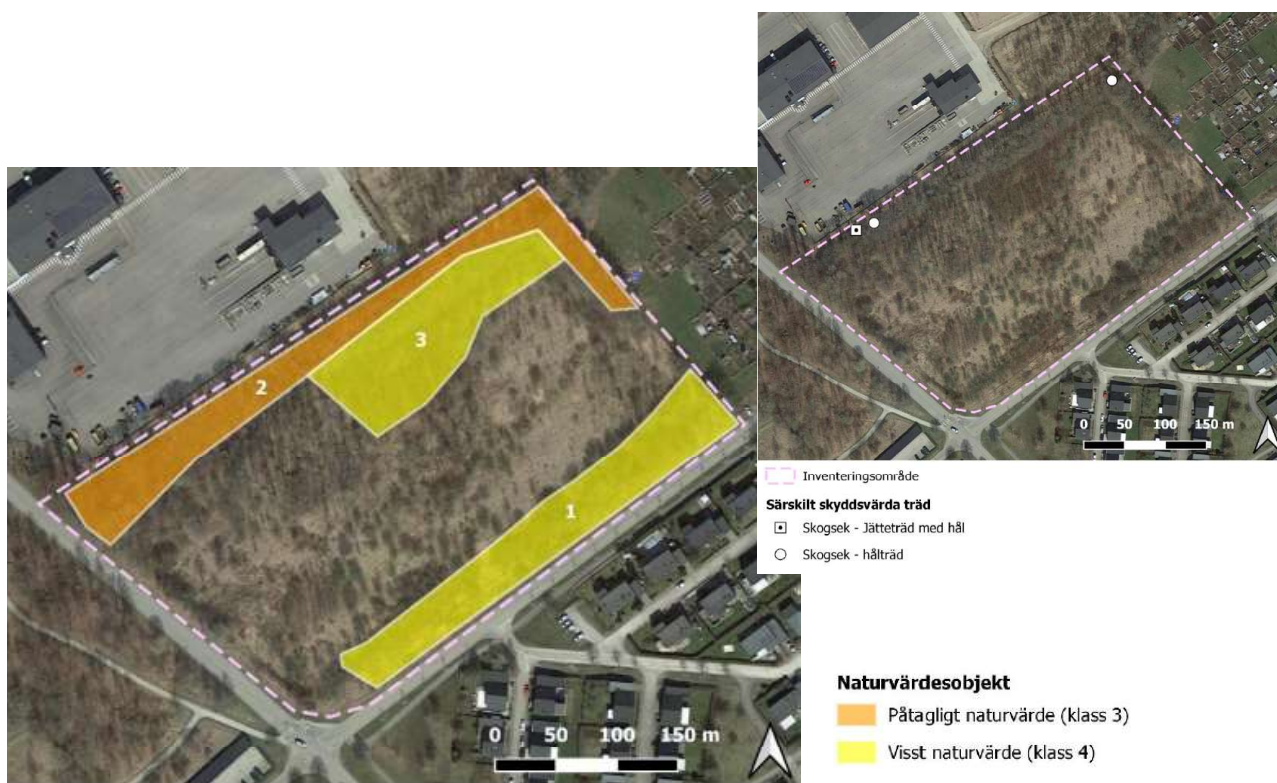 2
3
1
0 50 100 150 m
0 50 100 150 m
Inventeringsområde
Särskilt skyddsvärda träd
Skogsek - Jätteträd med hål
Skogsek - hålträd
Naturvärdesobjekt
Påtagligt naturvärde (klass 3)
Visst naturvärde (klass 4)